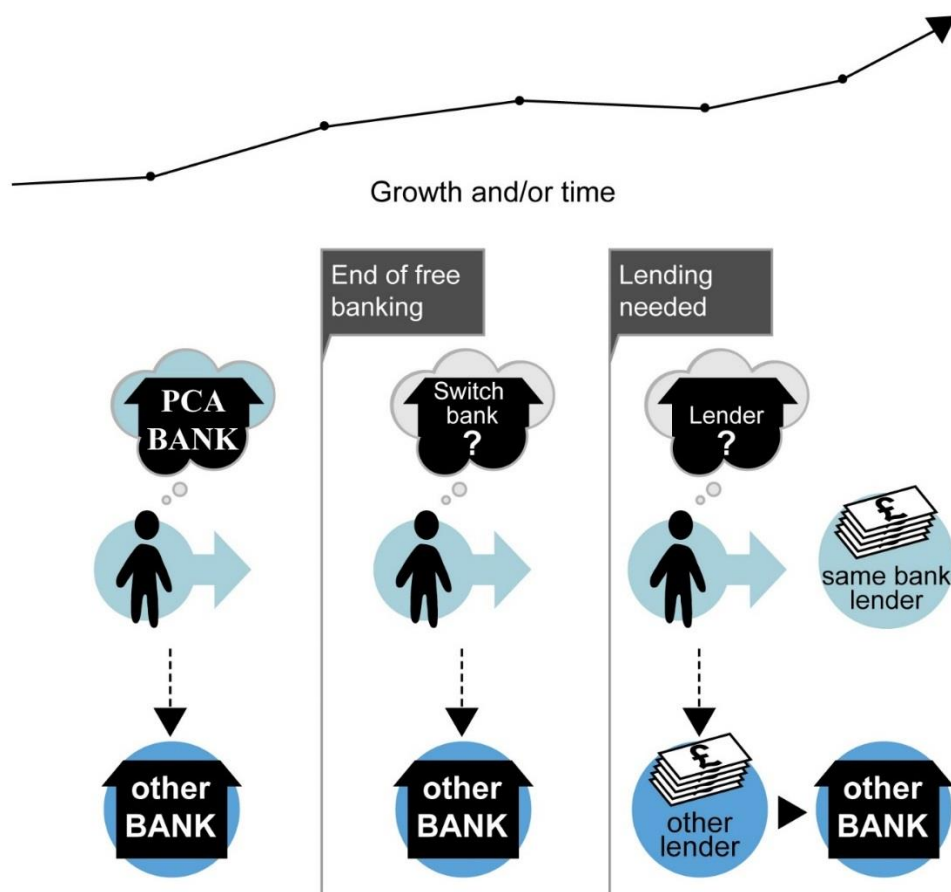 Growth and/or time
End of free
banking
Lending
needed
PCA
BANK
Switch
bank
?
Lender
?
£
same bank
lender
other
BANK
other
BANK
£
other
lender
other
BANK